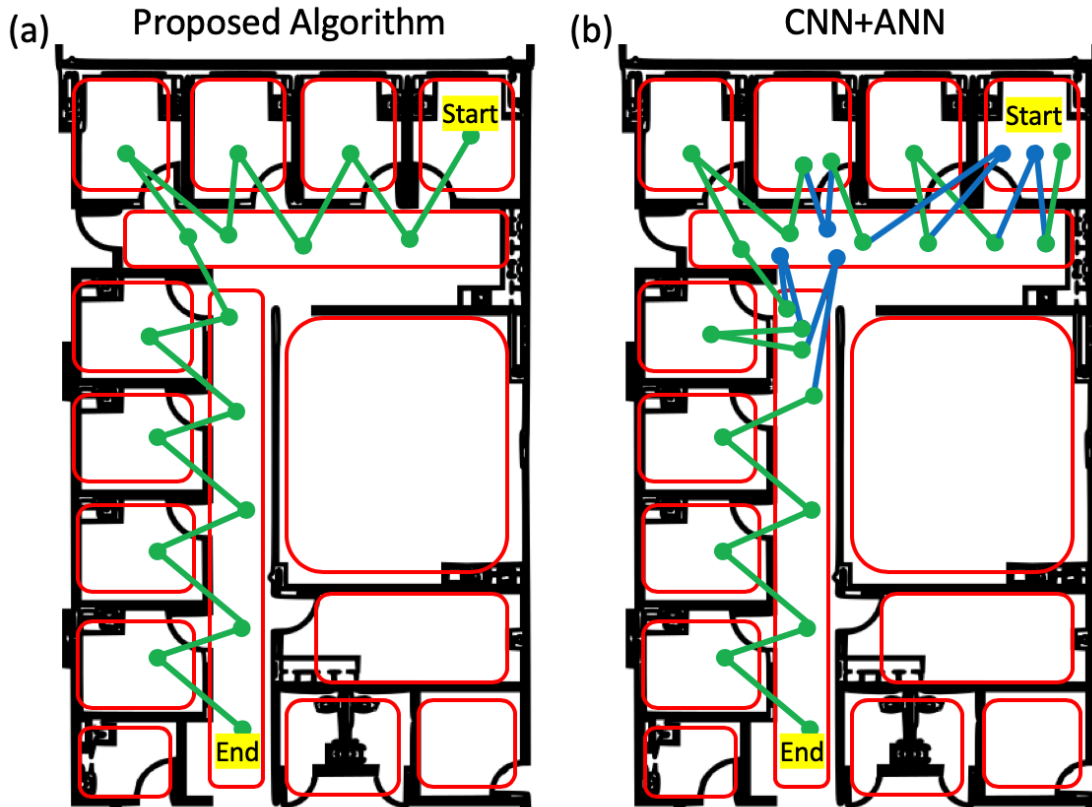 (a) Proposed Algorithm
(b) CNN+ANN
Start
Start
End
End